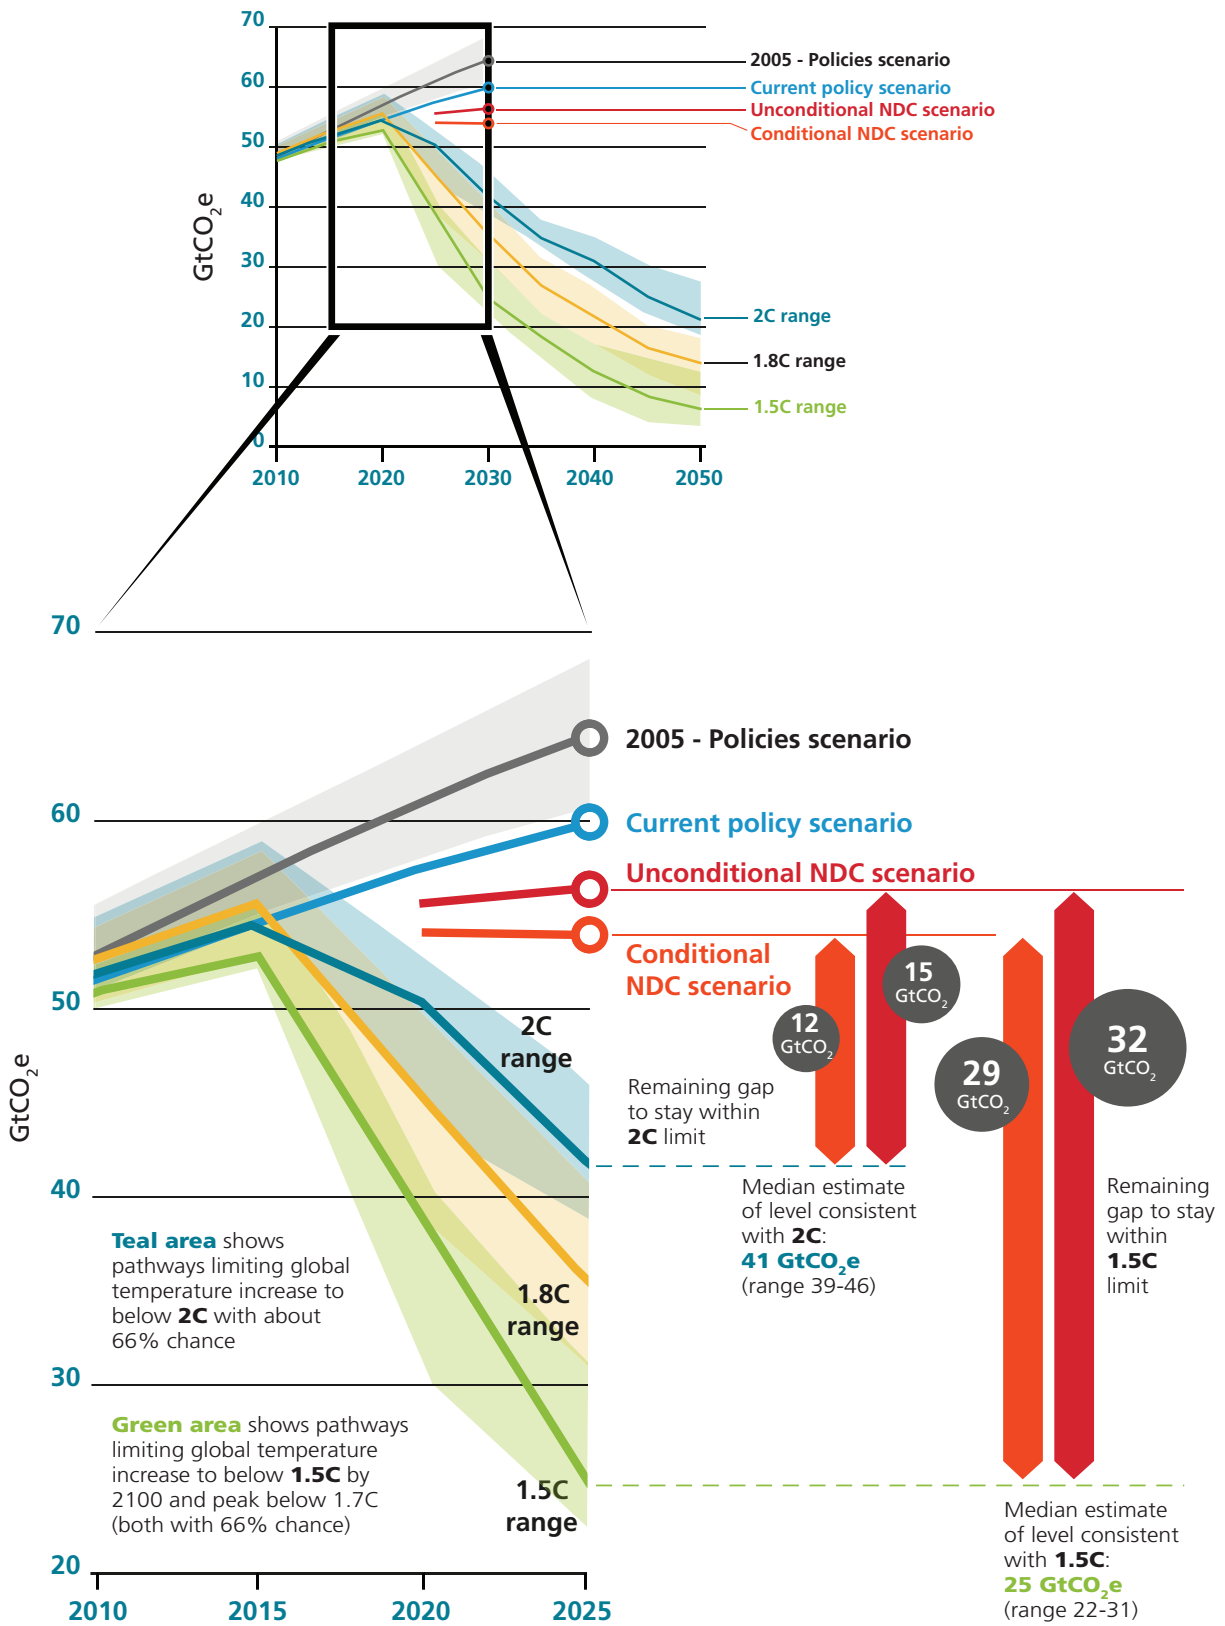 70
60
50
40
30
20
10
0
GtCO2e
2010
2020
2030
2040
2050
2005 - Policies scenario
Current policy scenario
Unconditional NDC scenario
Conditional NDC scenario
2C range
1.8C range
1.5C range
70
60
50
40
30
20
GtCO2e
2010
2015
2020
2025
2005 - Policies scenario
Current policy scenario
Unconditional NDC scenario
Conditional
NDC scenario
2C
range
1.8C
range
1.5C
range
Teal area shows
pathways limiting global
temperature increase to
below 2C with about
66% chance
Green area shows pathways
limiting global temperature
increase to below 1.5C by
2100 and peak below 1.7C
(both with 66% chance)
12
GtCO2
15
GtCO2
29
GtCO2
32
GtCO2
Remaining gap
to stay within
2C limit
Median estimate
of level consistent
with 2C:
41 GtCO2e
(range 39-46)
Remaining
gap to stay
within
1.5C
limit
Median estimate
of level consistent
with 1.5C:
25 GtCO2e
(range 22-31)